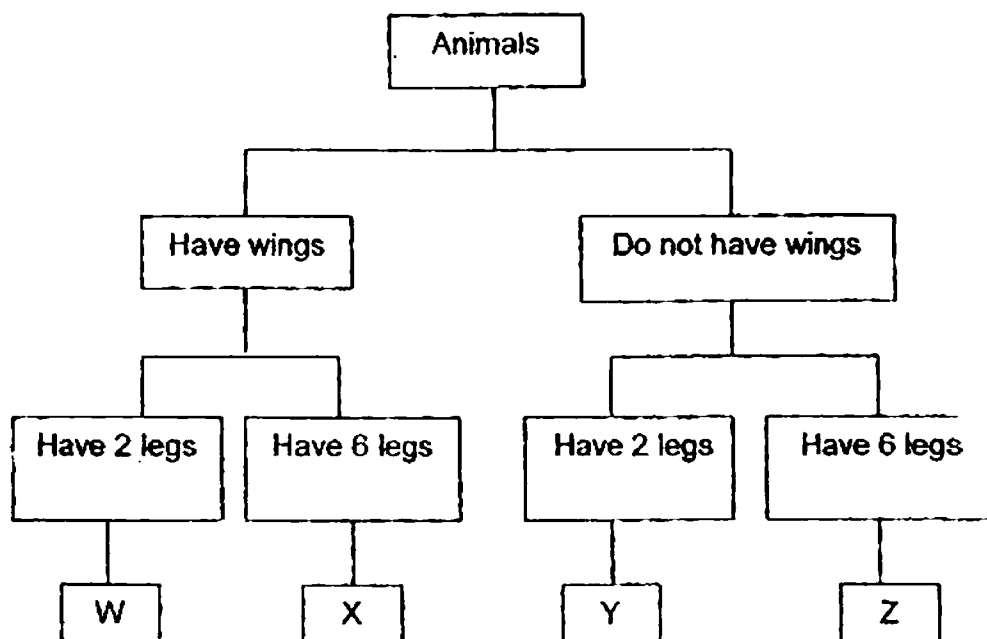 Animals
Have wings
Do not have wings
Have 2 legs
Have 6 legs
Have 2 legs
Have 6 legs
W
X
Y
Z